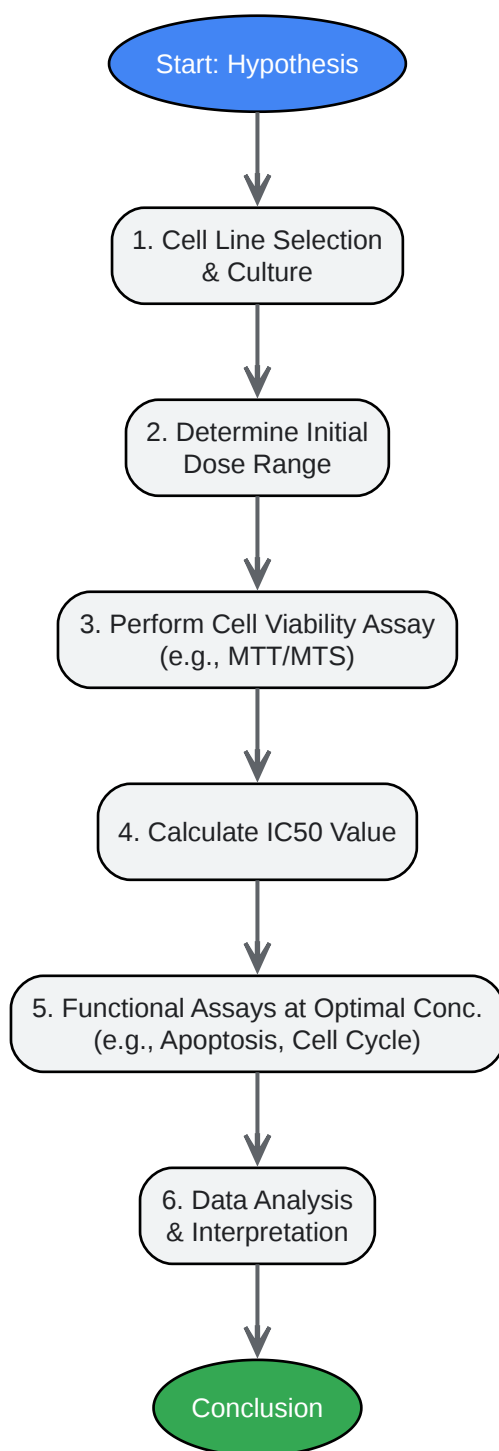 Start: Hypothesis
1. Cell Line Selection
& Culture
2. Determine Initial
Dose Range
3. Perform Cell Viability Assay
(e.g., MTT/MTS)
4. Calculate IC50 Value
5. Functional Assays at Optimal Conc.
(e.g., Apoptosis, Cell Cycle)
6. Data Analysis
& Interpretation
Conclusion